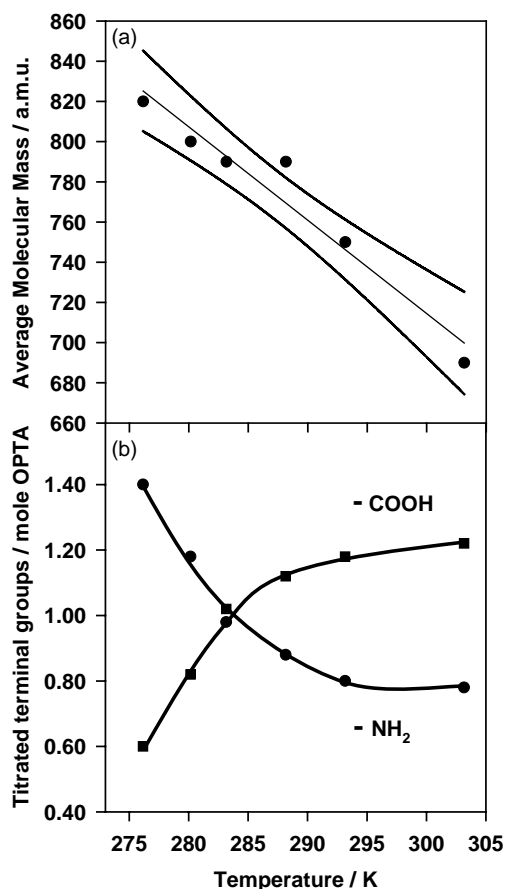 (a)
Average Molecular Mass / a.m.u.
860
840
820
800
780
760
740
720
700
680
660
(b)
Titrated terminal groups / mole OPTA
1.40
1.20
1.00
0.80
0.60
0.40
- COOH
- NH₂
275 280 285 290 295 300 305
Temperature / K